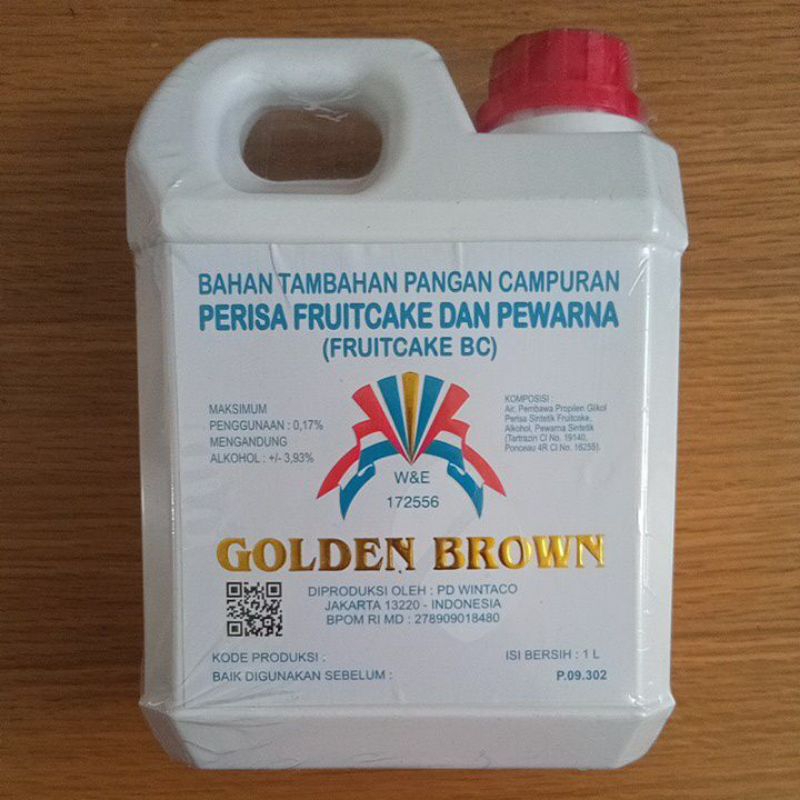 BAHAN TAMBAHAN PANGAN CAMPURAN
PERISA FRUITCAKE DAN PEWARNA
(FRUITCAKE BC)
MAKSIMUM
PENGGUNAAN : 0,17%
MENGANDUNG
ALKOHOL : +/- 3,93%
KOMPOSISI
Air, Pembawa Propilen Glikol
Perisa Sintetik Fruitcake,
Alkohol, Pewarna Sintetik
(Tartrazin CI No. 19140,
Ponceau 4R CI No. 16255).
W&E
172556
GOLDEN BROWN
DIPRODUKSI OLEH : PD WINTACO
JAKARTA 13220 - INDONESIA
BPOM RI MD : 278909018480
KODE PRODUKSI :
ISI BERSIH : 1 L
BAIK DIGUNAKAN SEBELUM :
P.09.302